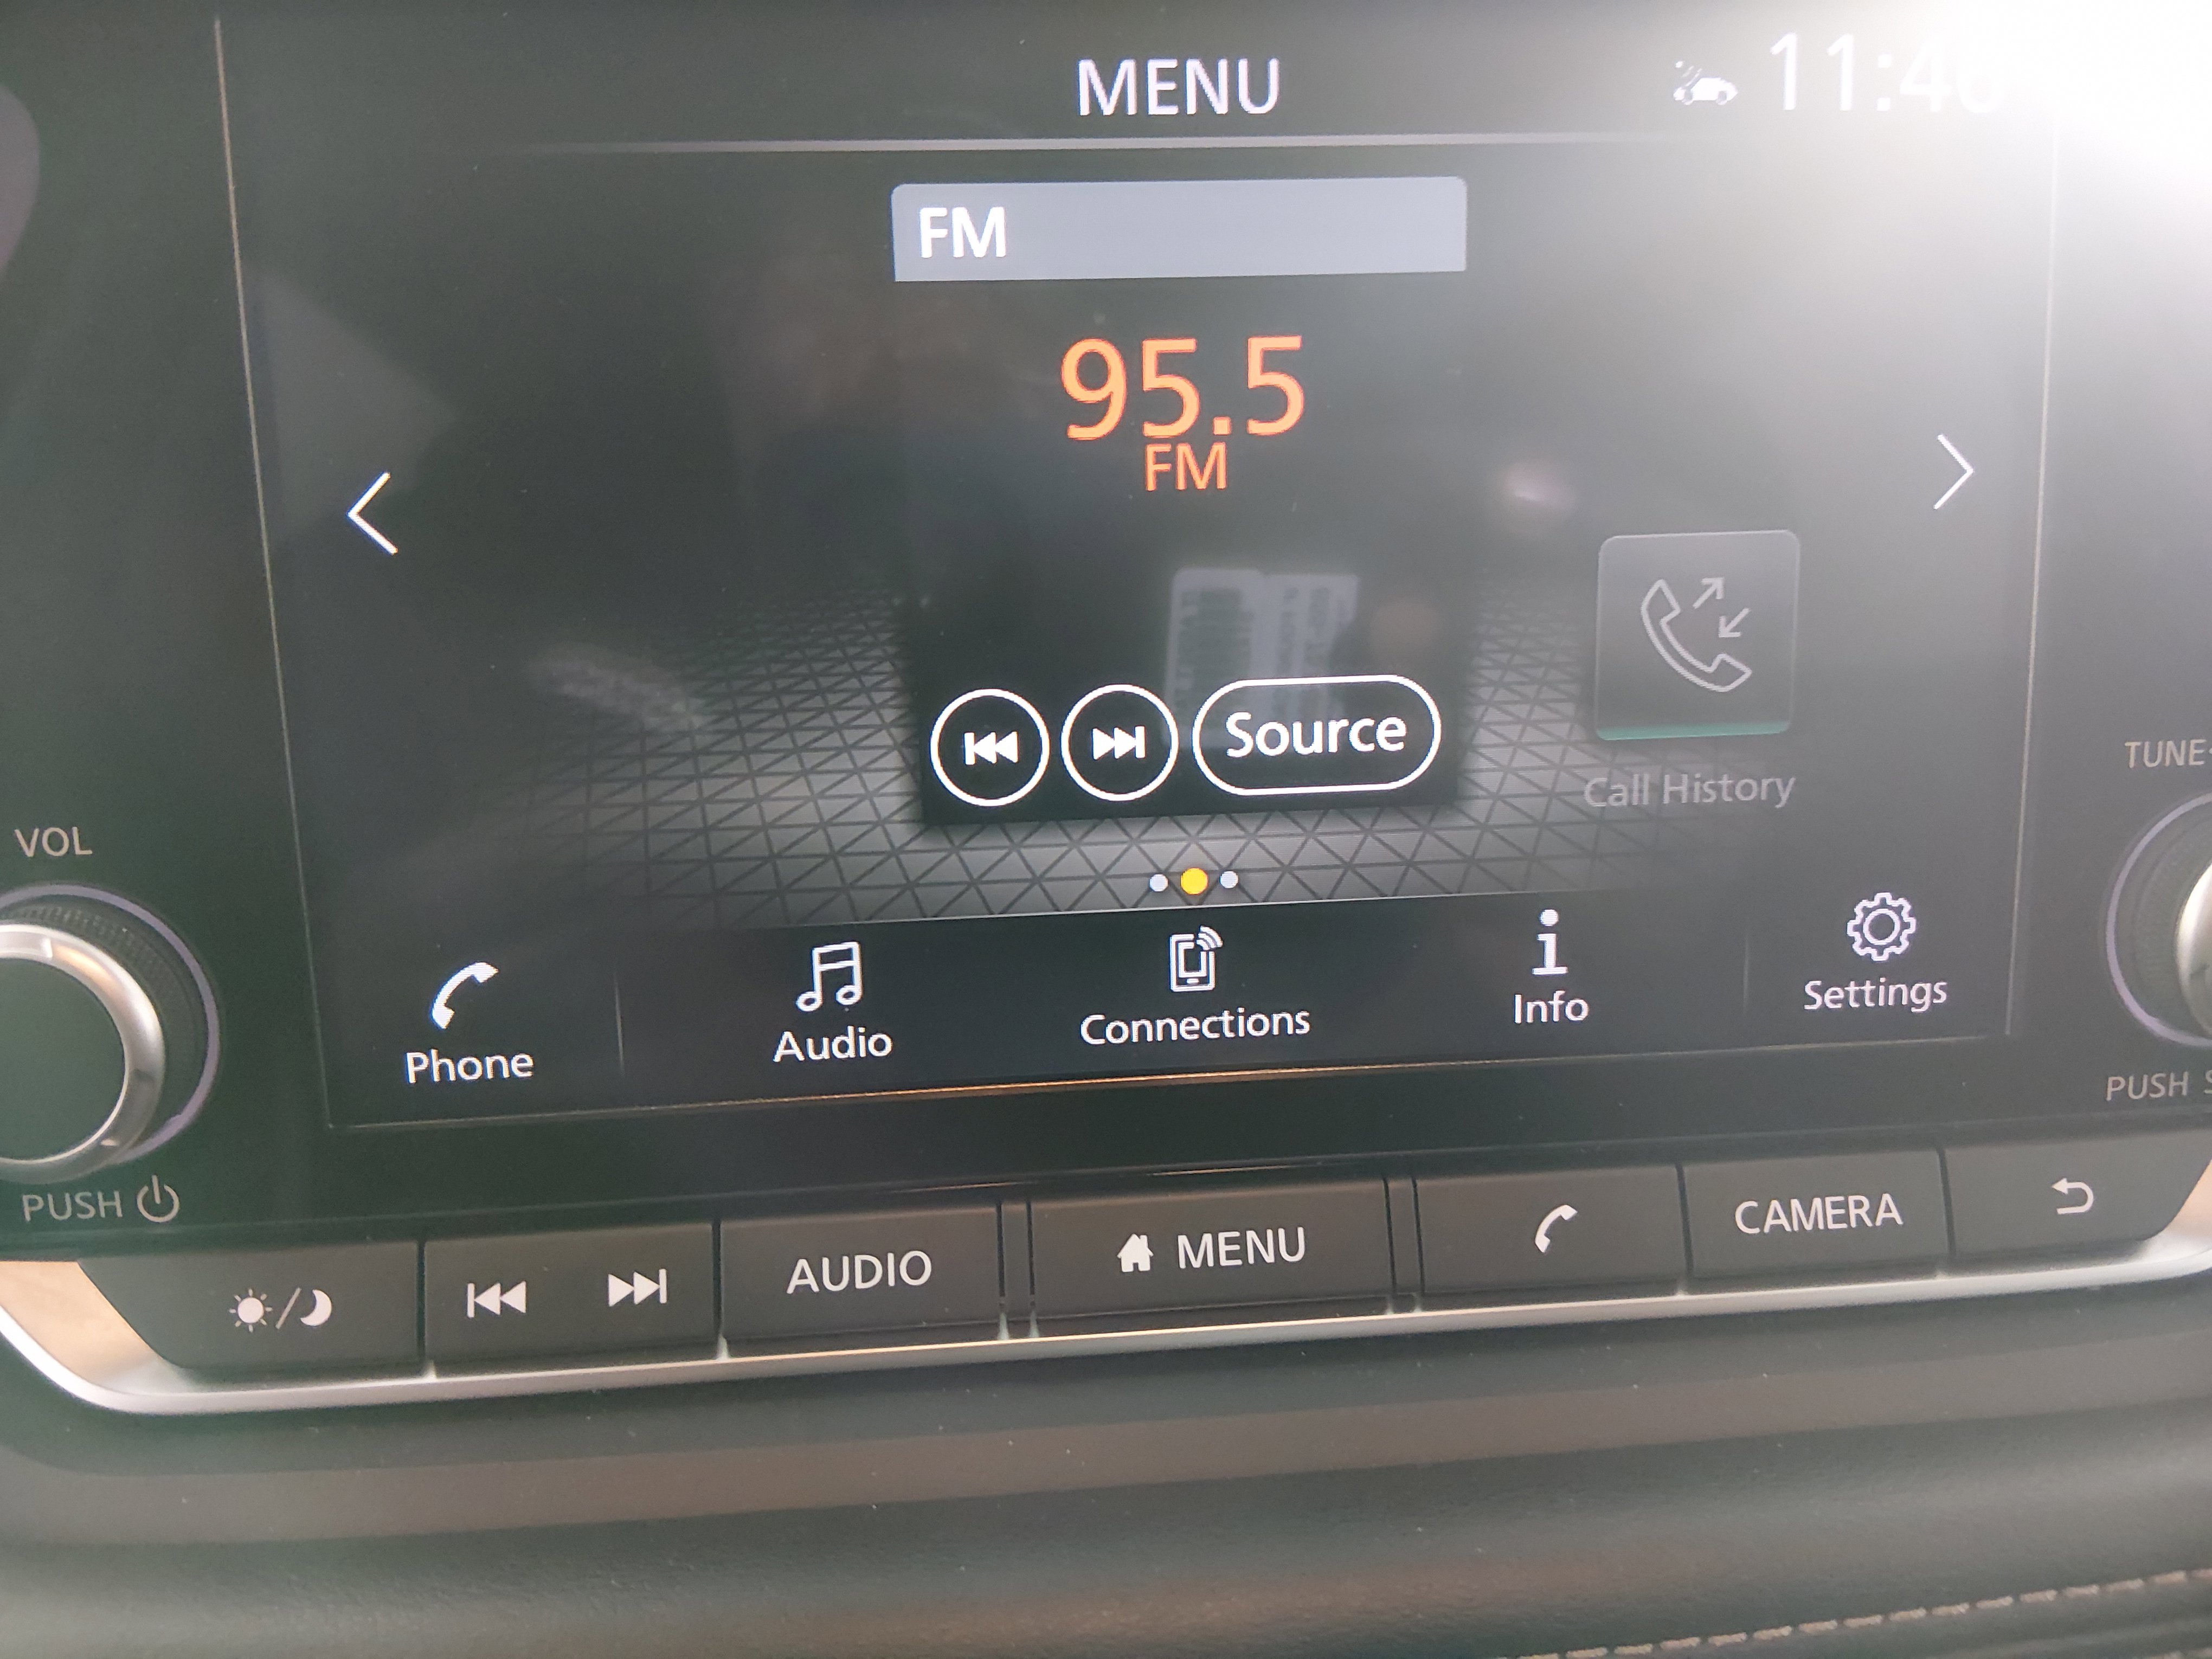 MENU
FM
95.5
FM
Source
Call History
VOL
TUNE
Phone
Audio
Connections
Info
Settings
PUSH
PUSH
AUDIO
MENU
CAMERA